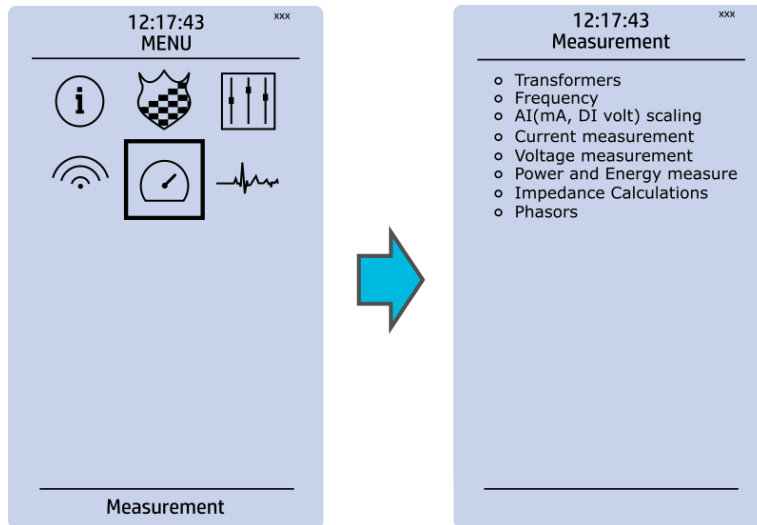 12:17:43
xxx
MENU
i
Measurement
12:17:43
xxx
Measurement
Transformers
Frequency
AI(mA, DI volt) scaling
Current measurement
Voltage measurement
Power and Energy measure
Impedance Calculations
Phasors